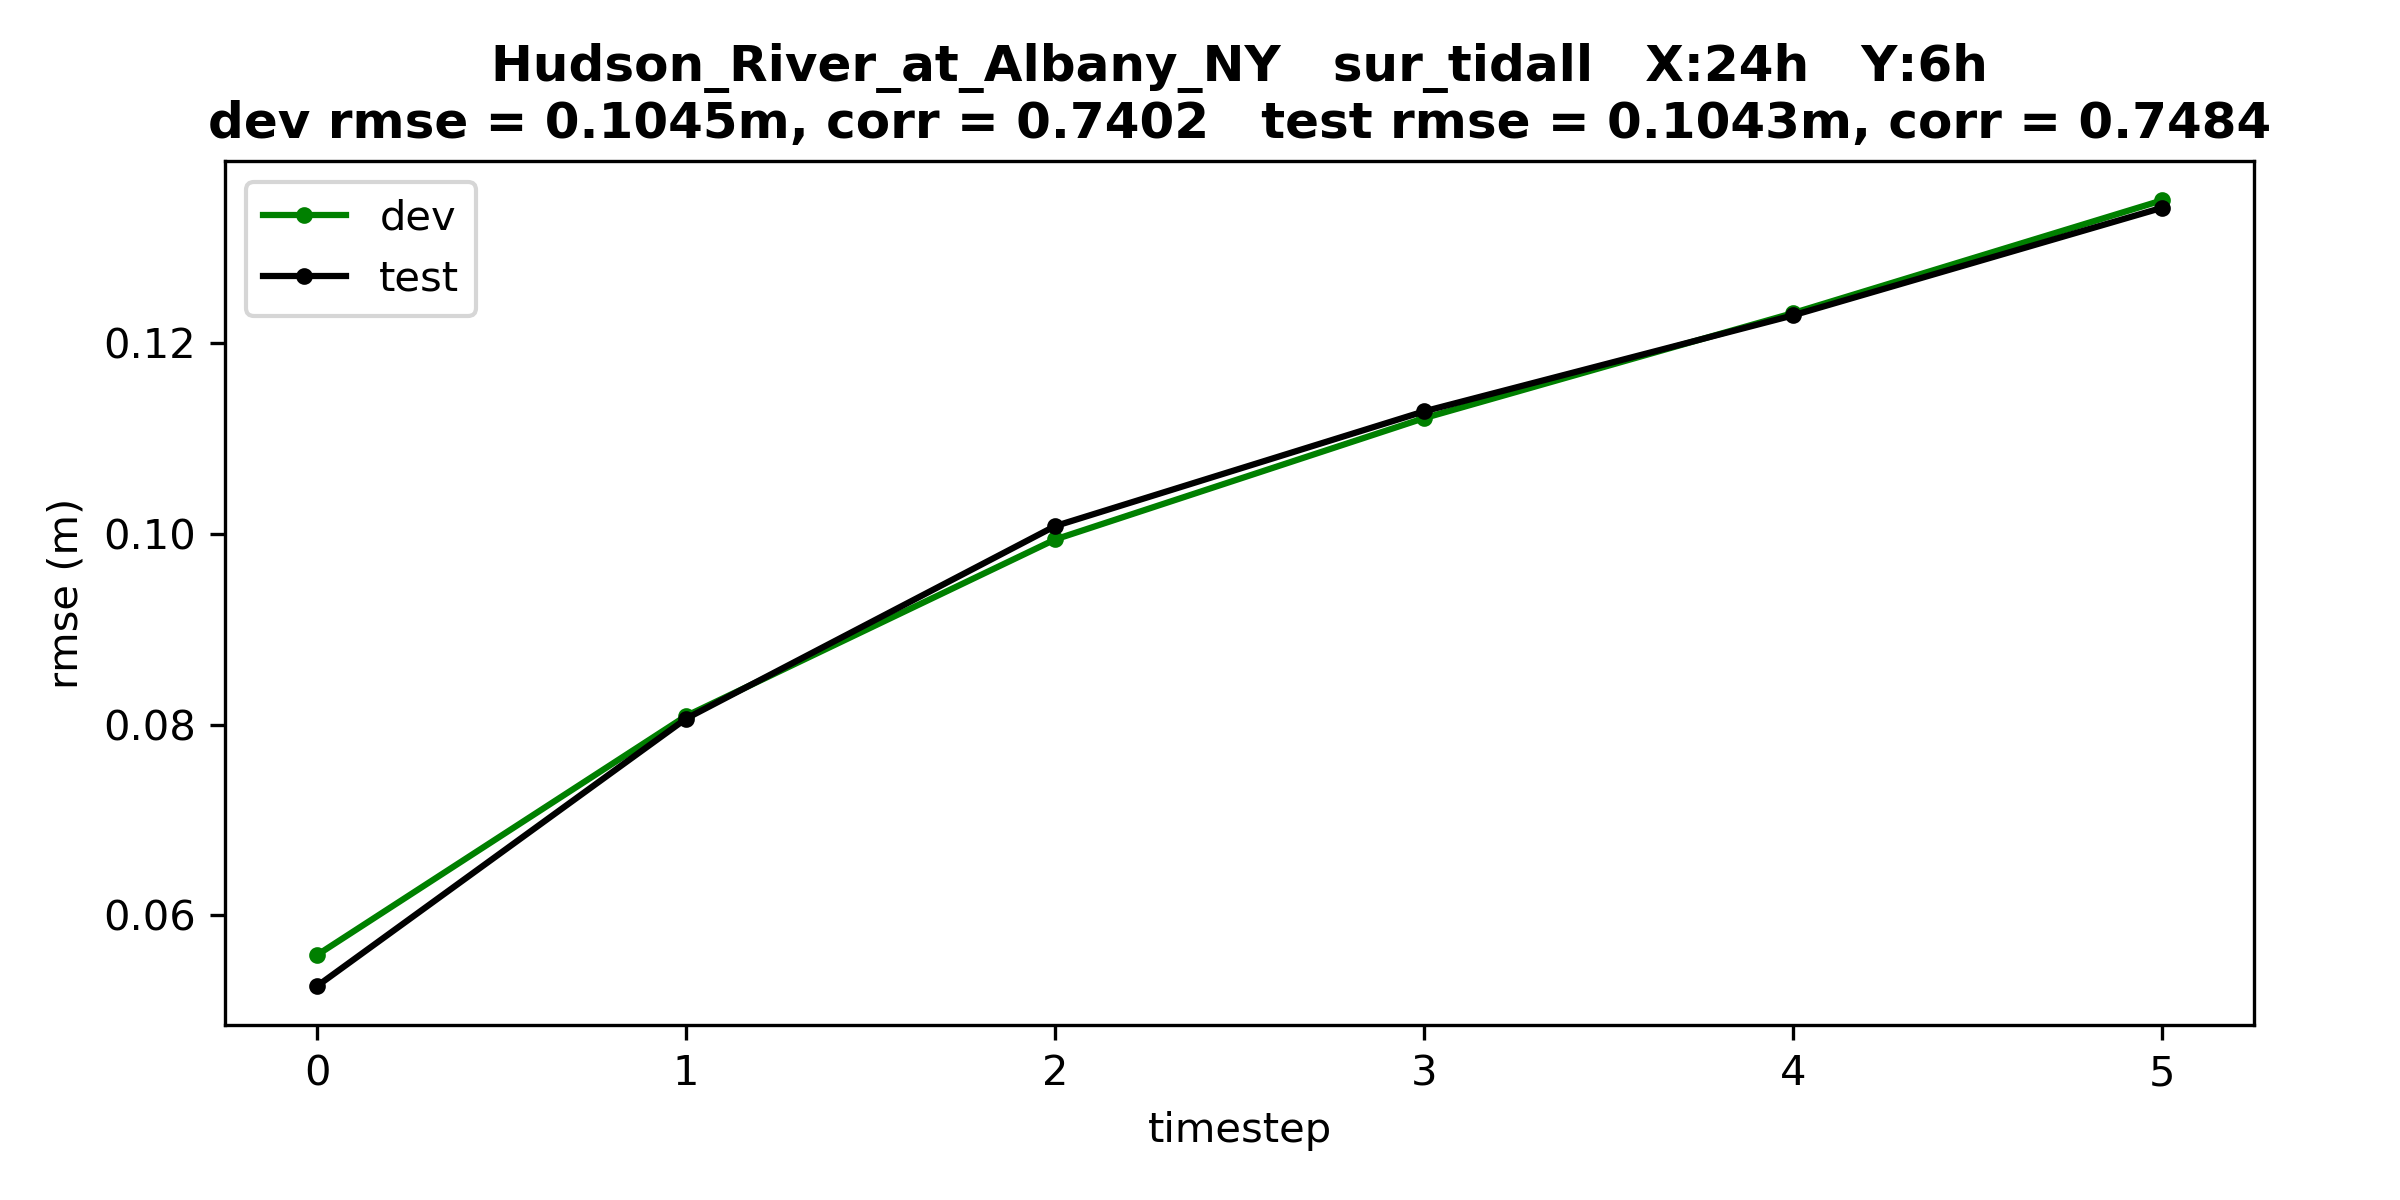 Hudson_River_at_Albany_NY   sur_tidall   X:24h   Y:6h
dev rmse = 0.1045m, corr = 0.7402   test rmse = 0.1043m, corr = 0.7484
dev
test
0.12
0.10
0.08
0.06
rmse (m)
0 1 2 3 4 5
timestep